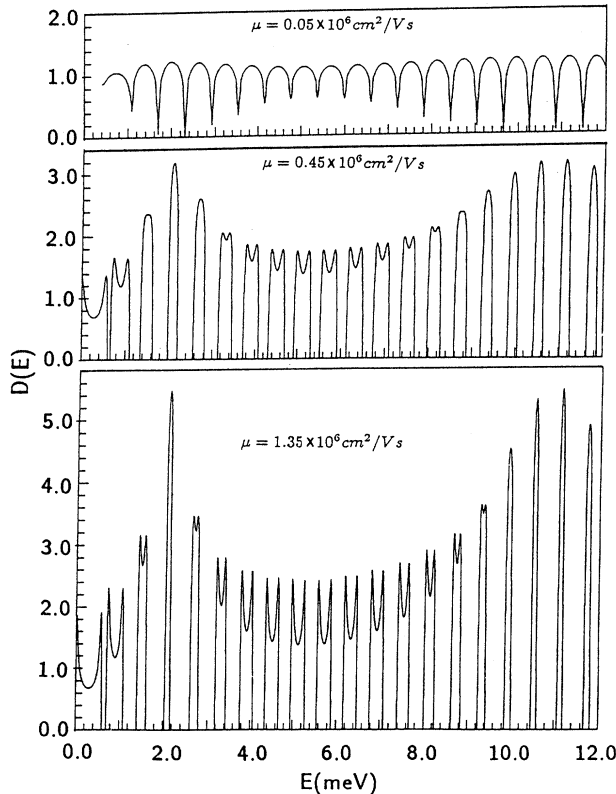 2.0
μ = 0.05×10⁶cm²/Vs
1.0
0.0
μ = 0.45×10⁶cm²/Vs
3.0
2.0
1.0
0.0
D(E)
5.0
μ = 1.35×10⁶cm²/Vs
4.0
3.0
2.0
1.0
0.0
0.0 2.0 4.0 6.0 8.0 10.0 12.0
E(meV)